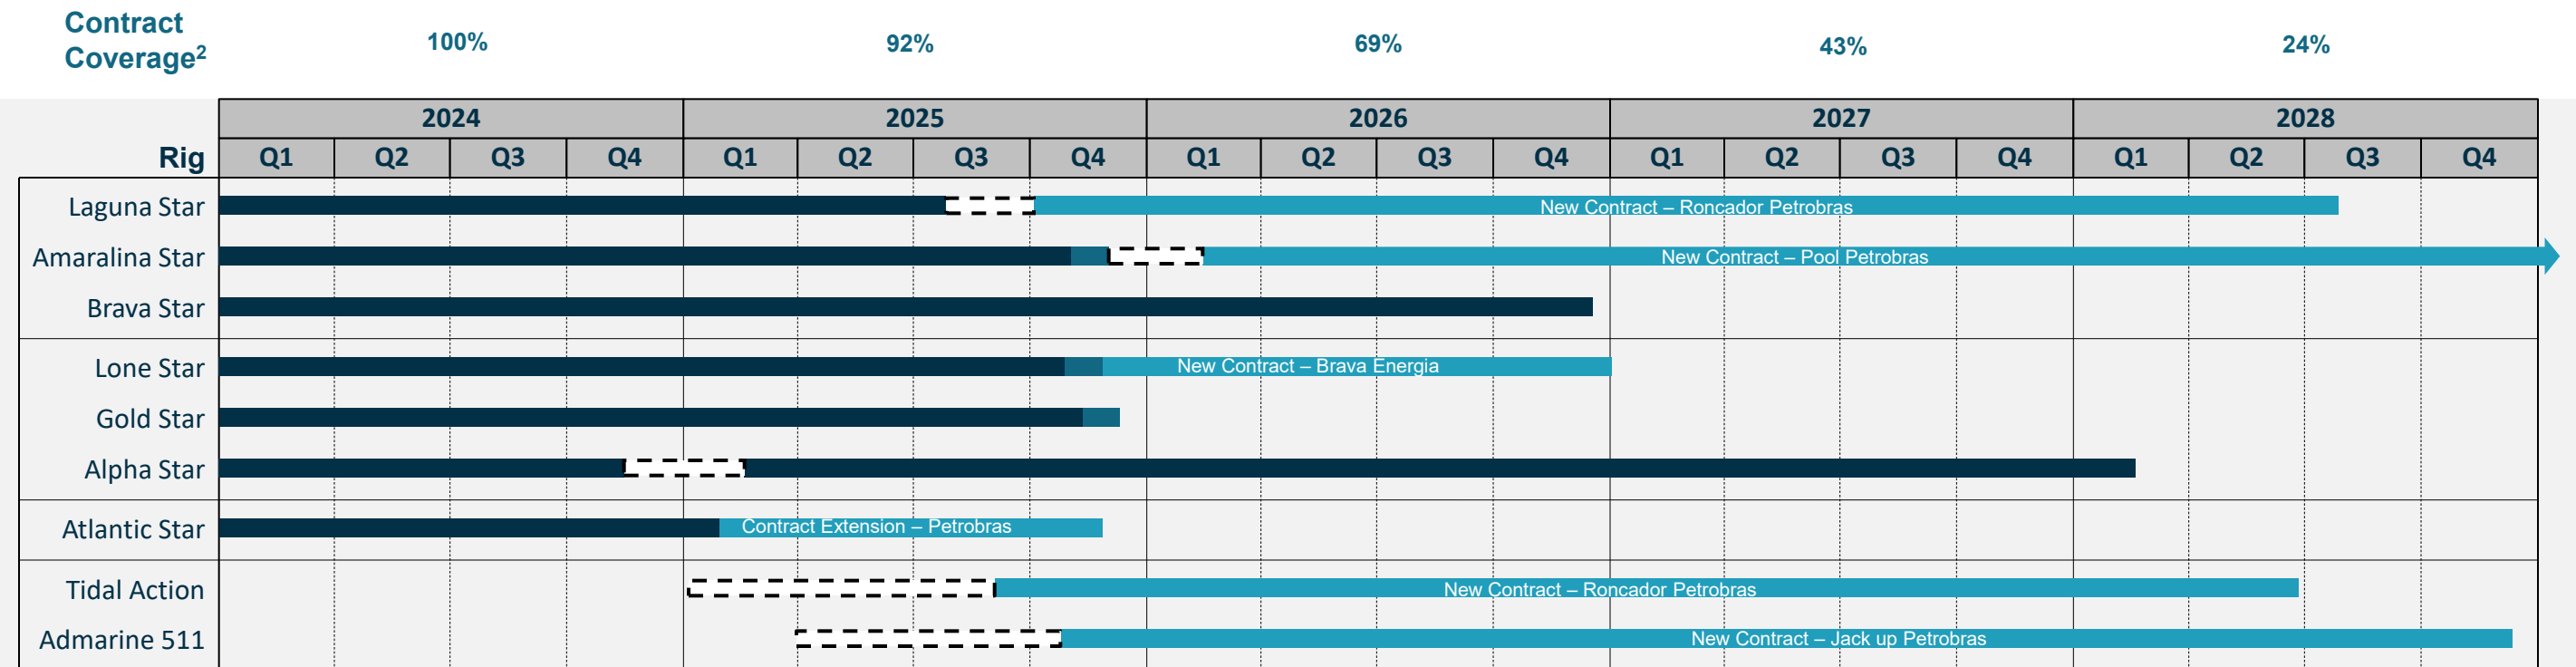 Contract
Coverage2
100% 92% 69% 43% 24%
2024 2025 2026 2027 2028
Rig Q1 Q2 Q3 Q4 Q1 Q2 Q3 Q4 Q1 Q2 Q3 Q4 Q1 Q2 Q3 Q4 Q1 Q2 Q3 Q4
Laguna Star New Contract – Roncador Petrobras
Amaralina Star New Contract – Pool Petrobras
Brava Star
Lone Star New Contract – Brava Energia
Gold Star
Alpha Star
Atlantic Star Contract Extension – Petrobras
Tidal Action New Contract – Roncador Petrobras
Admarine 511 New Contract – Jack up Petrobras